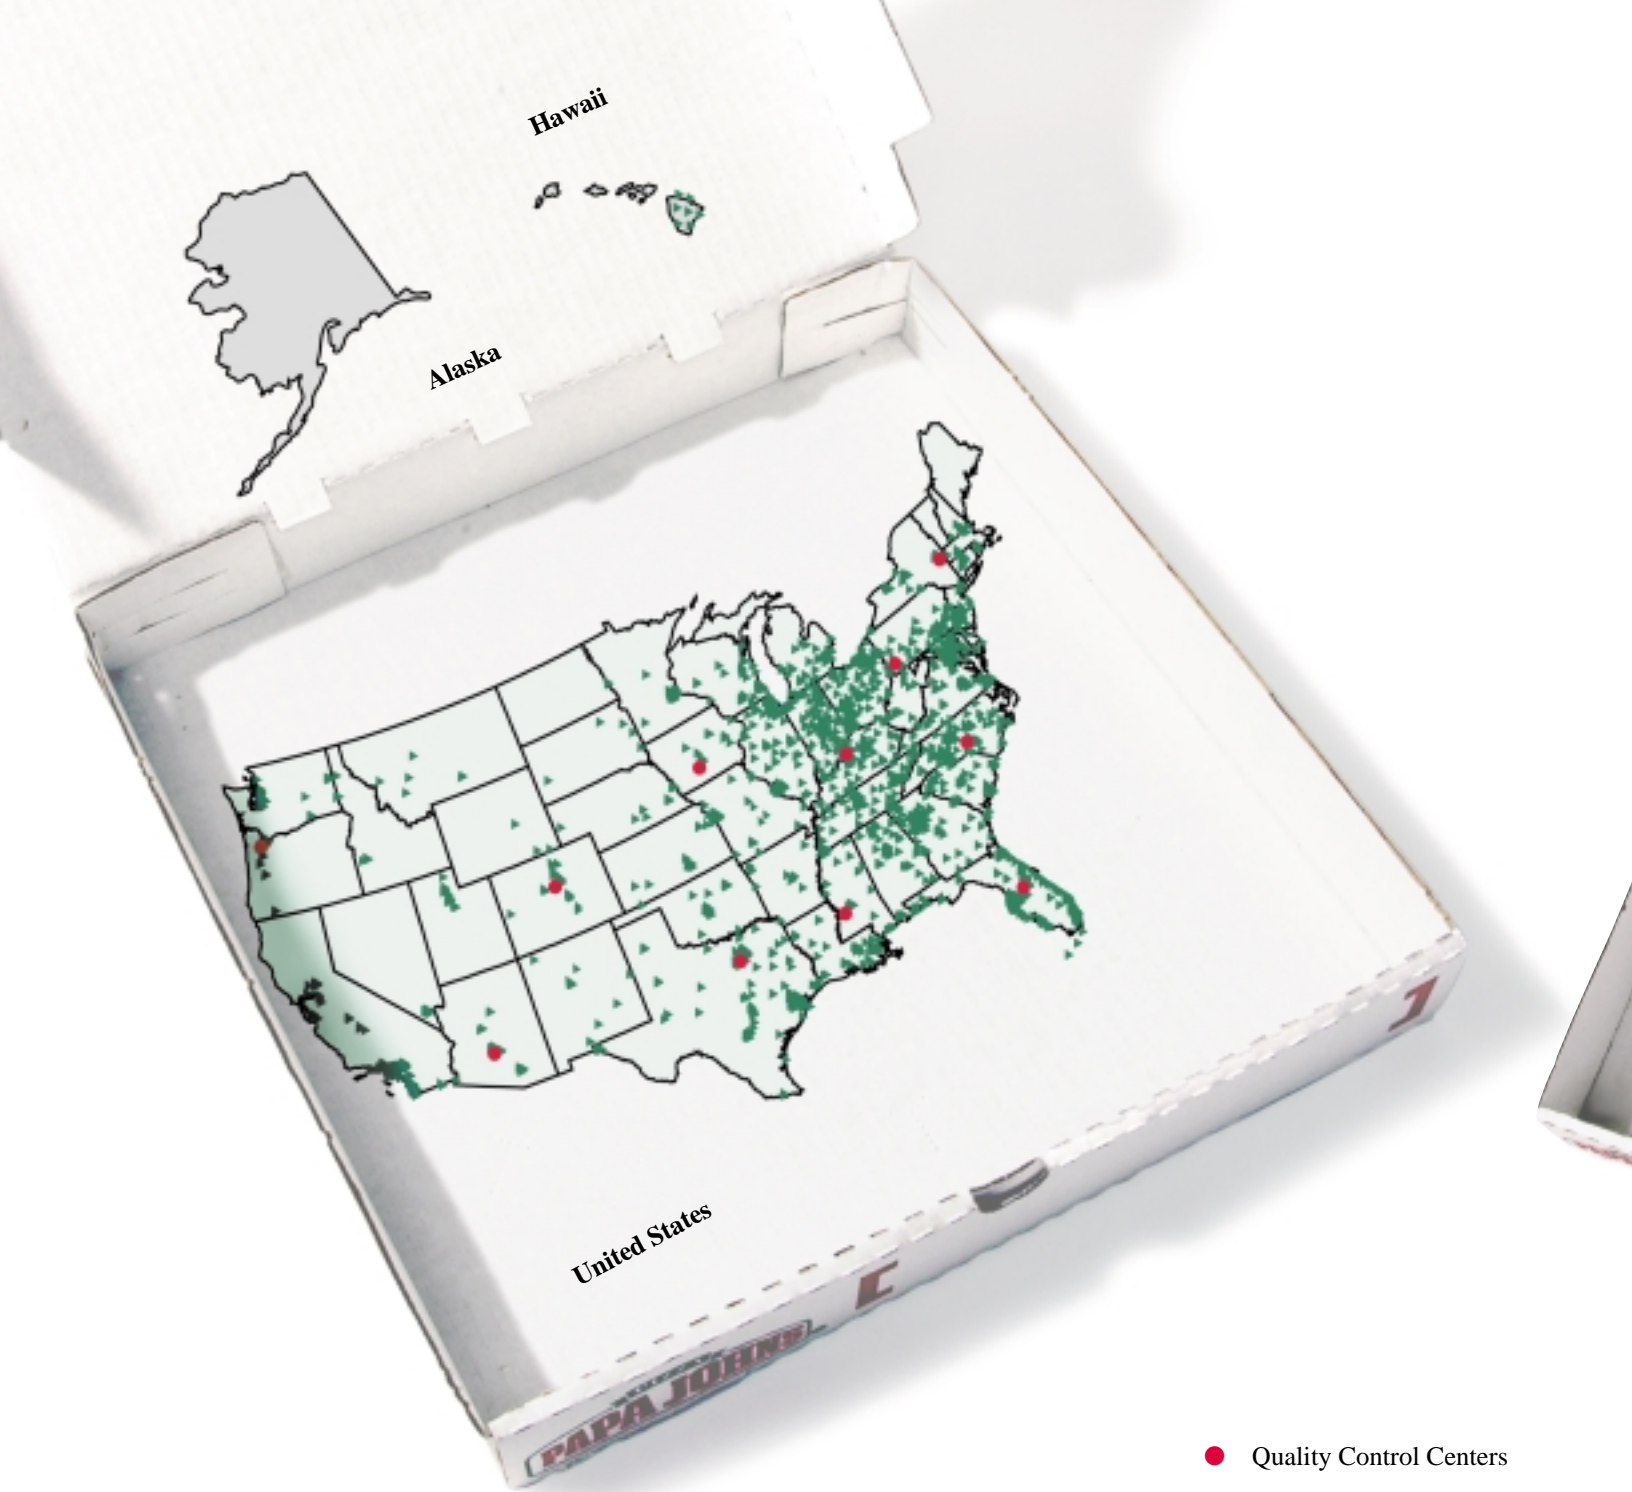 Hawaii
Alaska
United States
PAPA JOHNS
Quality Control Centers